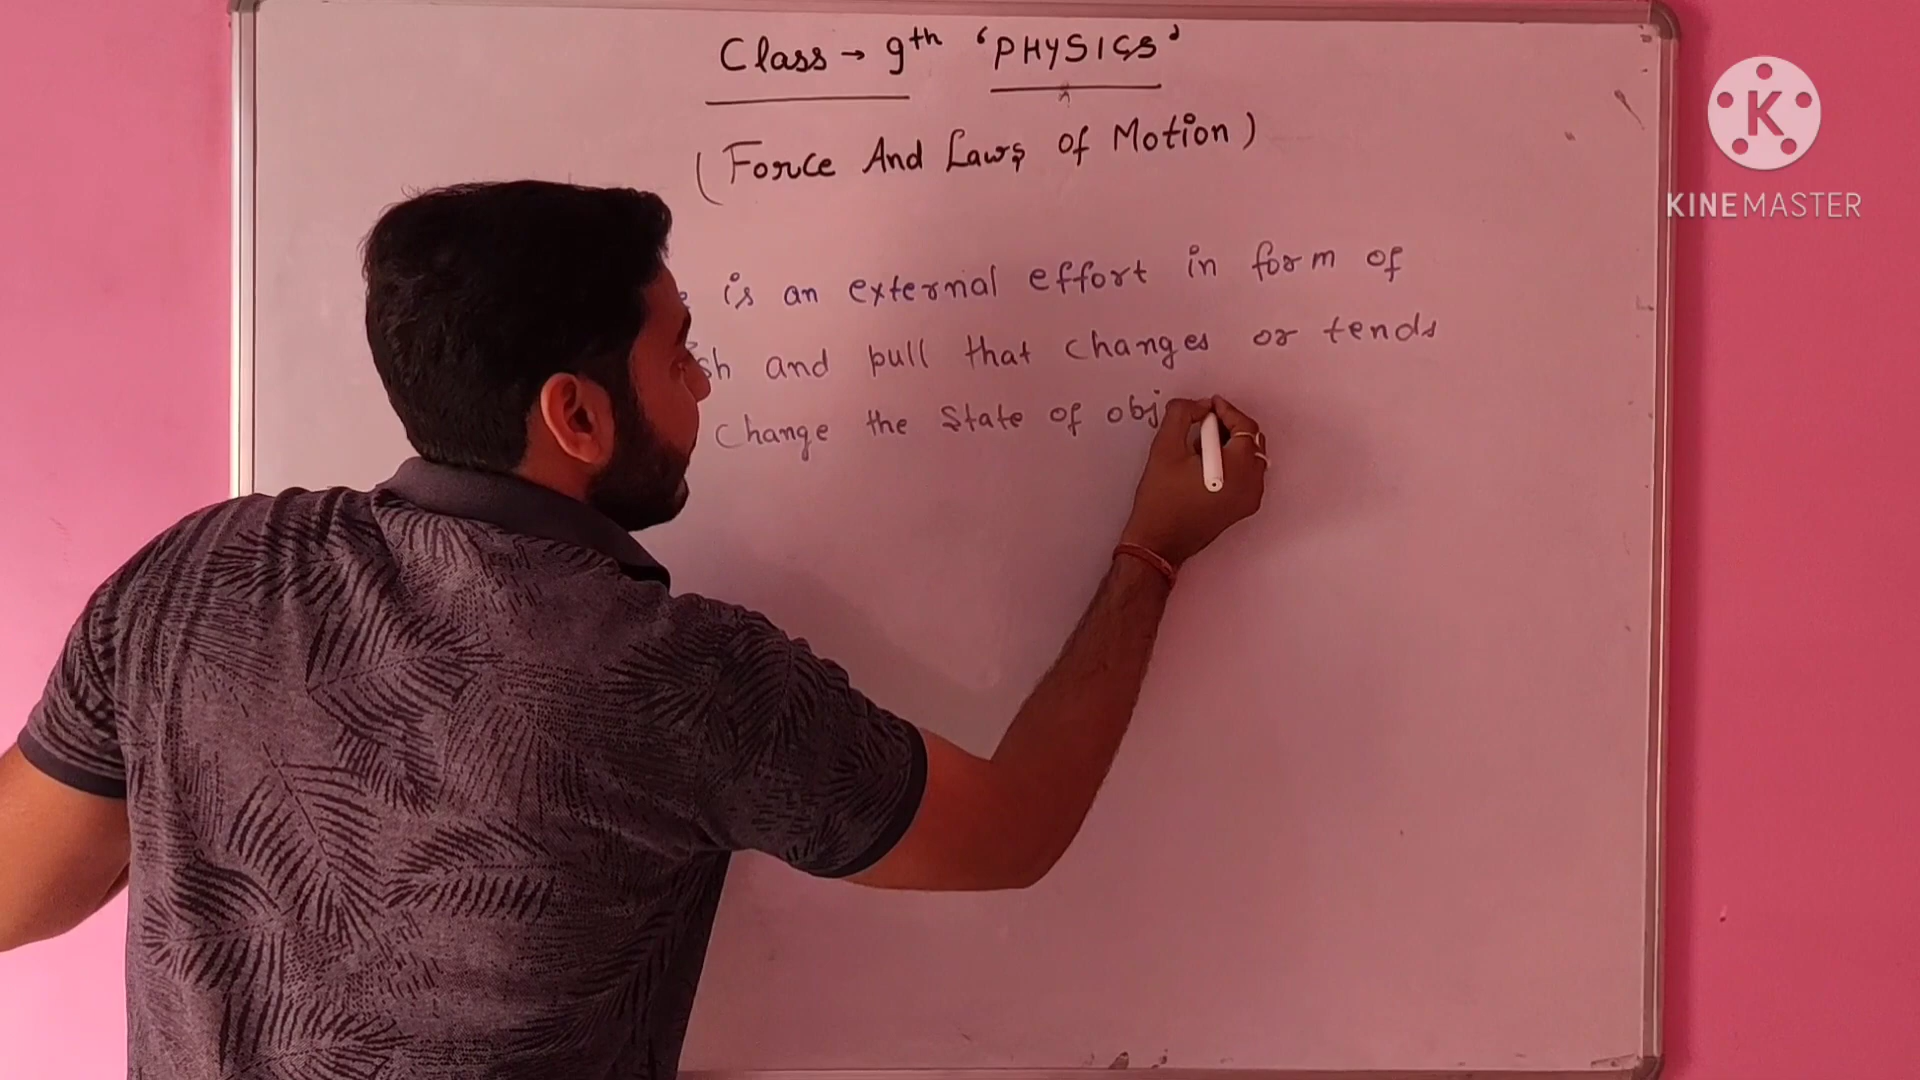 Class → 9th 'PHYSICS'
(Force And Laws of Motion)
is an external effort in form of
sh and pull that changes or tends
change the state of obj
K
KINEMASTER